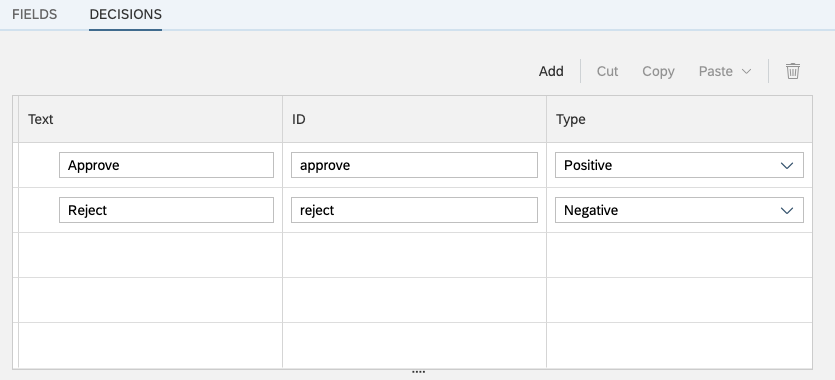 FIELDS DECISIONS
Add Cut Copy Paste
Text ID Type
Approve approve Positive
Reject reject Negative